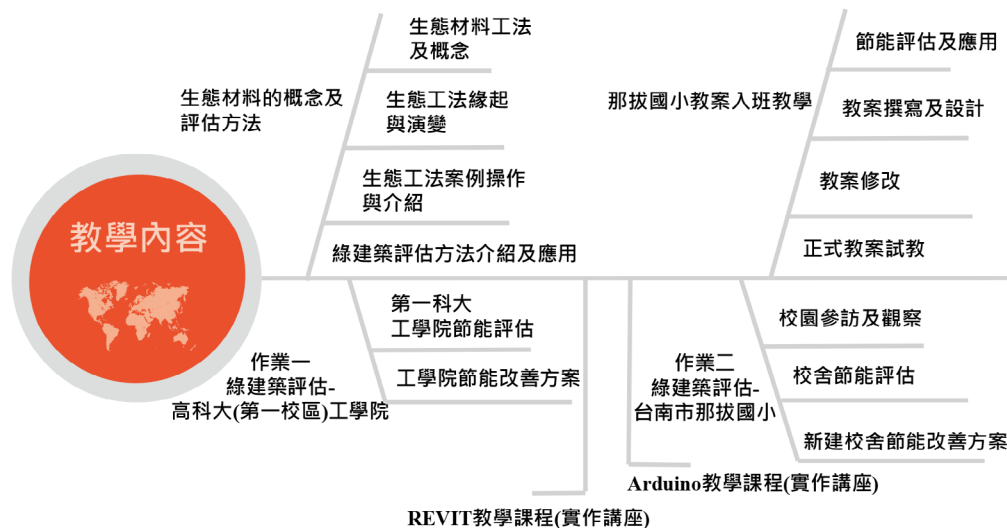 教學內容
生態材料的概念及
評估方法
生態材料工法
及概念
生態工法緣起
與演變
生態工法案例操作
與介紹
綠建築評估方法介紹及應用
那拔國小教案入班教學
節能評估及應用
教案撰寫及設計
教案修改
正式教案試教
作業一
綠建築評估-
高科大(第一校區)工學院
第一科大
工學院節能評估
工學院節能改善方案
REVIT教學課程(實作講座)
Arduino教學課程(實作講座)
作業二
綠建築評估-
台南市那拔國小
校園參訪及觀察
校舍節能評估
新建校舍節能改善方案